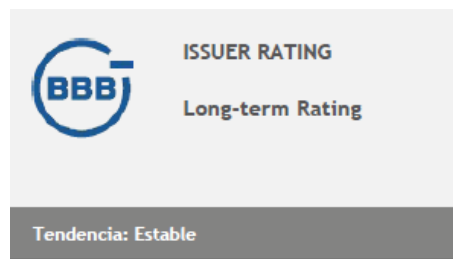 BBB-
ISSUER RATING
Long-term Rating
Tendencia: Estable